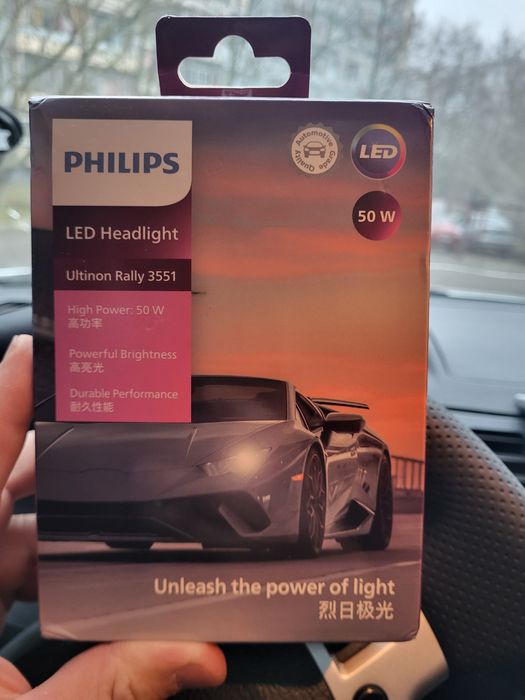 PHILIPS
Automotive Grade Quality
LED
50 W
LED Headlight
Ultinon Rally 3551
High Power: 50 W
高功率
Powerful Brightness
高亮光
Durable Performance
耐久性能
Unleash the power of light
烈日极光